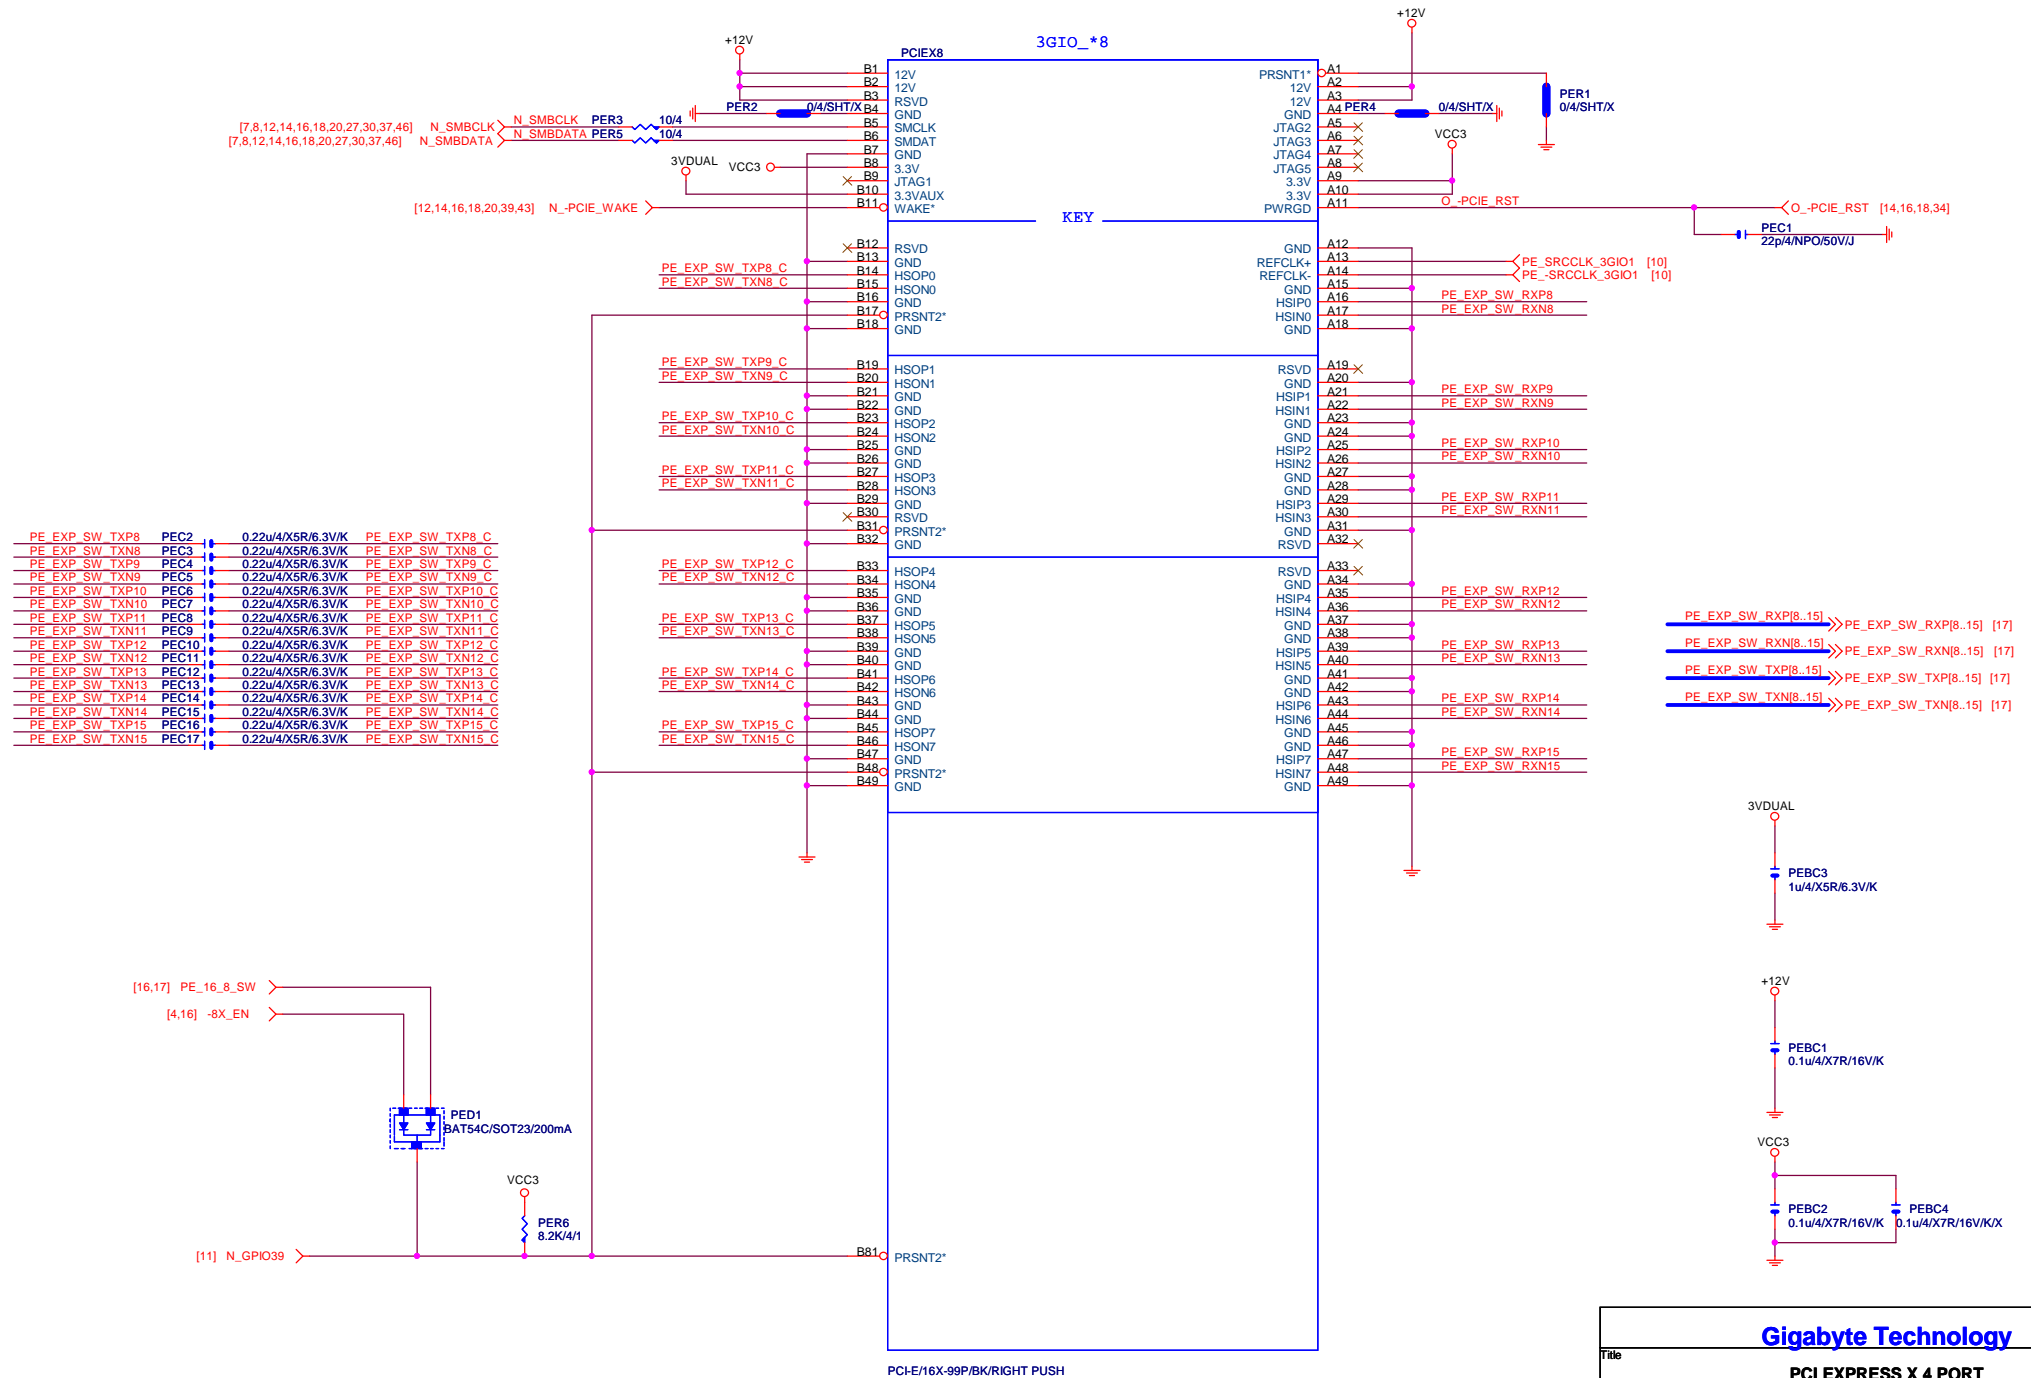 3GIO_*8
PCIEX8
+12V
+12V
B1 12V
B2 12V
B3 RSVD
B4 GND
B5 SMCLK
B6 SMDAT
B7 GND
B8 3.3V
B9 JTAG1
B10 3.3VAUX
B11 WAKE*
PRSNT1* A1
12V A2
12V A3
GND A4
JTAG2 A5
JTAG3 A6
JTAG4 A7
JTAG5 A8
3.3V A9
3.3V A10
PWRGD A11
PER2 0/4/SHT/X
PER4 0/4/SHT/X
PER1
0/4/SHT/X
[7,8,12,14,16,18,20,27,30,37,46] N_SMBCLK N_SMBCLK PER3 10/4
[7,8,12,14,16,18,20,27,30,37,46] N_SMBDATA N_SMBDATA PER5 10/4
3VDUAL
VCC3
VCC3
[12,14,16,18,20,39,43] N_-PCIE_WAKE
O_-PCIE_RST
O_-PCIE_RST [14,16,18,34]
PEC1
22p/4/NPO/50V/J
KEY
B12 RSVD
B13 GND
PE_EXP_SW_TXP8_C B14 HSOP0
PE_EXP_SW_TXN8_C B15 HSON0
B16 GND
B17 PRSNT2*
B18 GND
GND A12
REFCLK+ A13 PE_SRCCLK_3GIO1 [10]
REFCLK- A14 PE_-SRCCLK_3GIO1 [10]
GND A15
HSIP0 A16 PE_EXP_SW_RXP8
HSIN0 A17 PE_EXP_SW_RXN8
GND A18
PE_EXP_SW_TXP9_C B19 HSOP1
PE_EXP_SW_TXN9_C B20 HSON1
B21 GND
B22 GND
PE_EXP_SW_TXP10_C B23 HSOP2
PE_EXP_SW_TXN10_C B24 HSON2
B25 GND
B26 GND
PE_EXP_SW_TXP11_C B27 HSOP3
PE_EXP_SW_TXN11_C B28 HSON3
B29 GND
B30 RSVD
B31 PRSNT2*
B32 GND
RSVD A19
GND A20
HSIP1 A21 PE_EXP_SW_RXP9
HSIN1 A22 PE_EXP_SW_RXN9
GND A23
GND A24
HSIP2 A25 PE_EXP_SW_RXP10
HSIN2 A26 PE_EXP_SW_RXN10
GND A27
GND A28
HSIP3 A29 PE_EXP_SW_RXP11
HSIN3 A30 PE_EXP_SW_RXN11
GND A31
RSVD A32
PE_EXP_SW_TXP12_C B33 HSOP4
PE_EXP_SW_TXN12_C B34 HSON4
B35 GND
B36 GND
PE_EXP_SW_TXP13_C B37 HSOP5
PE_EXP_SW_TXN13_C B38 HSON5
B39 GND
B40 GND
PE_EXP_SW_TXP14_C B41 HSOP6
PE_EXP_SW_TXN14_C B42 HSON6
B43 GND
B44 GND
PE_EXP_SW_TXP15_C B45 HSOP7
PE_EXP_SW_TXN15_C B46 HSON7
B47 GND
B48 PRSNT2*
B49 GND
RSVD A33
GND A34
HSIP4 A35 PE_EXP_SW_RXP12
HSIN4 A36 PE_EXP_SW_RXN12
GND A37
GND A38
HSIP5 A39 PE_EXP_SW_RXP13
HSIN5 A40 PE_EXP_SW_RXN13
GND A41
GND A42
HSIP6 A43 PE_EXP_SW_RXP14
HSIN6 A44 PE_EXP_SW_RXN14
GND A45
GND A46
HSIP7 A47 PE_EXP_SW_RXP15
HSIN7 A48 PE_EXP_SW_RXN15
GND A49
PE_EXP_SW_TXP8 PEC2 0.22u/4/X5R/6.3V/K PE_EXP_SW_TXP8_C
PE_EXP_SW_TXN8 PEC3 0.22u/4/X5R/6.3V/K PE_EXP_SW_TXN8_C
PE_EXP_SW_TXP9 PEC4 0.22u/4/X5R/6.3V/K PE_EXP_SW_TXP9_C
PE_EXP_SW_TXN9 PEC5 0.22u/4/X5R/6.3V/K PE_EXP_SW_TXN9_C
PE_EXP_SW_TXP10 PEC6 0.22u/4/X5R/6.3V/K PE_EXP_SW_TXP10_C
PE_EXP_SW_TXN10 PEC7 0.22u/4/X5R/6.3V/K PE_EXP_SW_TXN10_C
PE_EXP_SW_TXP11 PEC8 0.22u/4/X5R/6.3V/K PE_EXP_SW_TXP11_C
PE_EXP_SW_TXN11 PEC9 0.22u/4/X5R/6.3V/K PE_EXP_SW_TXN11_C
PE_EXP_SW_TXP12 PEC10 0.22u/4/X5R/6.3V/K PE_EXP_SW_TXP12_C
PE_EXP_SW_TXN12 PEC11 0.22u/4/X5R/6.3V/K PE_EXP_SW_TXN12_C
PE_EXP_SW_TXP13 PEC12 0.22u/4/X5R/6.3V/K PE_EXP_SW_TXP13_C
PE_EXP_SW_TXN13 PEC13 0.22u/4/X5R/6.3V/K PE_EXP_SW_TXN13_C
PE_EXP_SW_TXP14 PEC14 0.22u/4/X5R/6.3V/K PE_EXP_SW_TXP14_C
PE_EXP_SW_TXN14 PEC15 0.22u/4/X5R/6.3V/K PE_EXP_SW_TXN14_C
PE_EXP_SW_TXP15 PEC16 0.22u/4/X5R/6.3V/K PE_EXP_SW_TXP15_C
PE_EXP_SW_TXN15 PEC17 0.22u/4/X5R/6.3V/K PE_EXP_SW_TXN15_C
PE_EXP_SW_RXP[8..15] PE_EXP_SW_RXP[8..15] [17]
PE_EXP_SW_RXN[8..15] PE_EXP_SW_RXN[8..15] [17]
PE_EXP_SW_TXP[8..15] PE_EXP_SW_TXP[8..15] [17]
PE_EXP_SW_TXN[8..15] PE_EXP_SW_TXN[8..15] [17]
3VDUAL
PEBC3
1u/4/X5R/6.3V/K
+12V
PEBC1
0.1u/4/X7R/16V/K
VCC3
PEBC2
0.1u/4/X7R/16V/K
PEBC4
0.1u/4/X7R/16V/K/X
[16,17] PE_16_8_SW
[4,16] -8X_EN
PED1
BAT54C/SOT23/200mA
VCC3
PER6
8.2K/4/1
[11] N_GPIO39
B81 PRSNT2*
PCI-E/16X-99P/BK/RIGHT PUSH
Gigabyte Technology
Title
PCI EXPRESS X 4 PORT